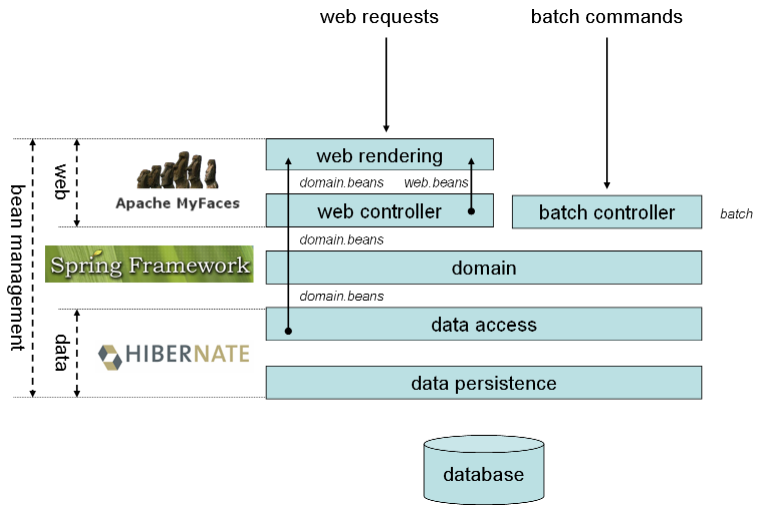 web requests
batch commands
web rendering
domain.beans
web.beans
Apache MyFaces
web controller
batch controller
batch
web
bean management
domain.beans
Spring Framework
domain
domain.beans
data access
data
HIBERNATE
data persistence
database